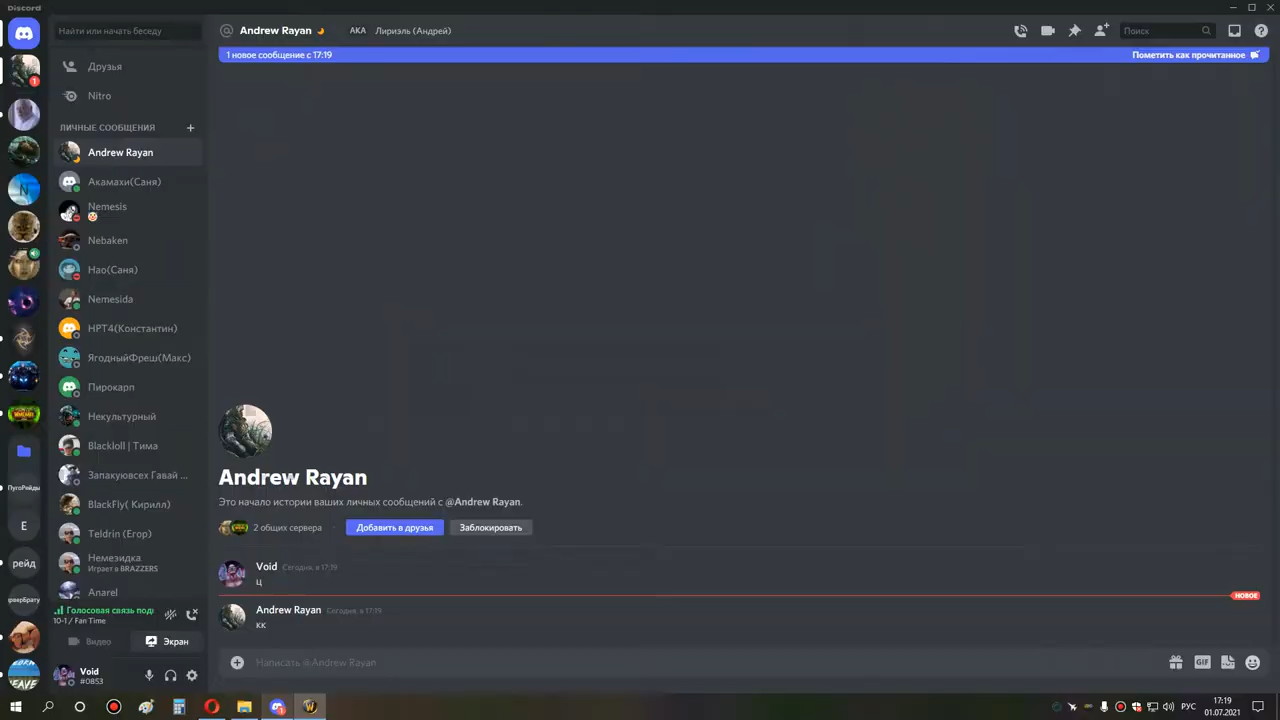 Discord
Найти или начать беседу
Andrew Rayan
AKA Лириэль (Андрей)
Поиск
1 новое сообщение с 17:19
Пометить как прочитанное
Друзья
Nitro
ЛИЧНЫЕ СООБЩЕНИЯ
Andrew Rayan
Акамахи(Саня)
Nemesis
Nebaken
Нао(Саня)
Nemesida
НРТ4(Константин)
ЯгодныйФреш(Макс)
Пирокарп
Некультурный
Blackloll | Тима
Запакуювсех Гавай ...
BlackFly( Кирилл)
Teldrin (Егор)
Немезидка
Играет в BRAZZERS
Anarel
1
N
ПугоРейды
E
рейд
Голосовая связь под
10-1 / Fan Time
Видео
Экран
Void
#0853
Andrew Rayan
Это начало истории ваших личных сообщений с @Andrew Rayan.
2 общих сервера
Добавить в друзья
Заблокировать
Void Сегодня, в 17:19
ц
НОВОЕ
Andrew Rayan Сегодня, в 17:19
кк
Написать @Andrew Rayan
GIF
РУС
17:19
01.07.2021